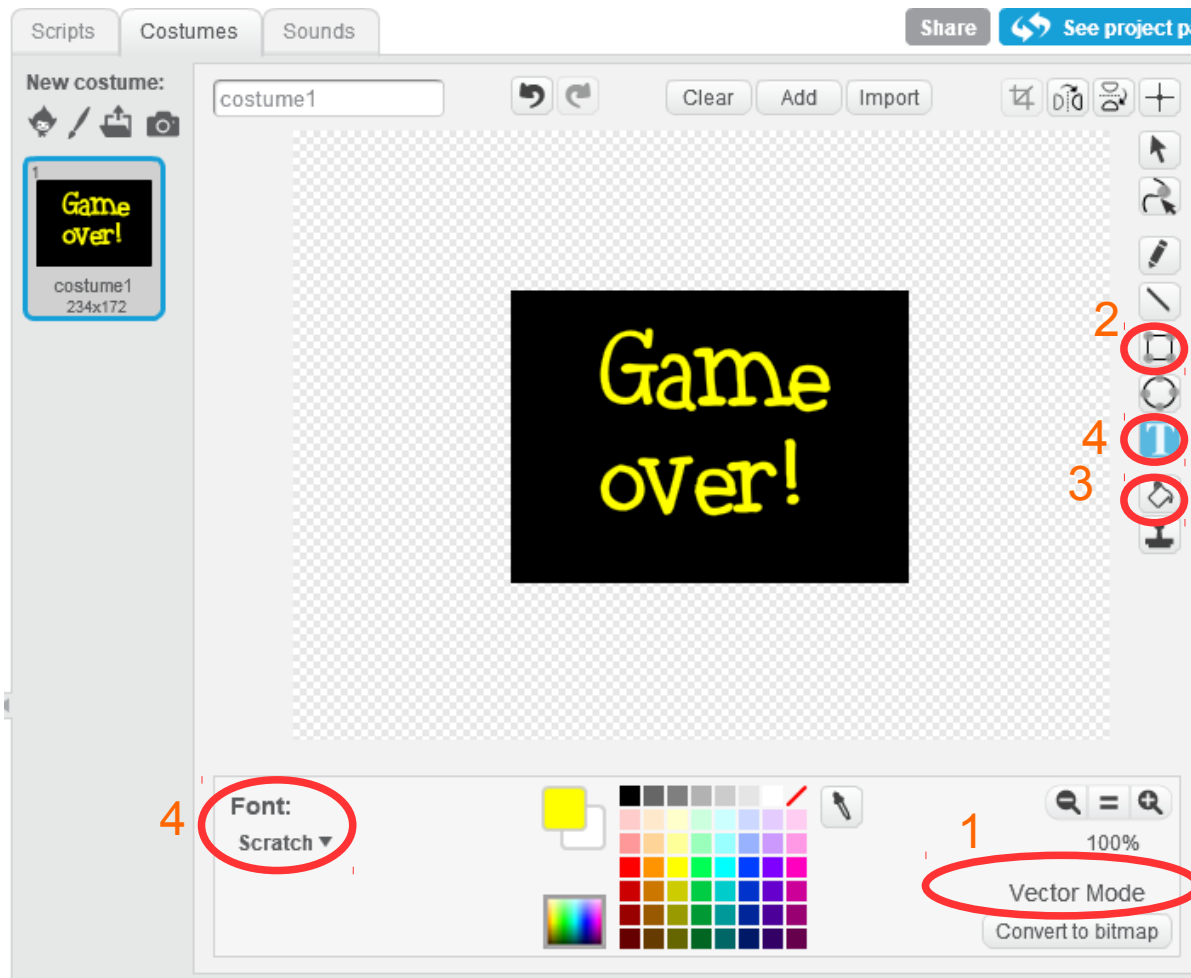 Scripts Costumes Sounds Share See project
New costume:
costume1 Clear Add Import
1
Game
over!
costume1
234x172
Game
over!
2
4
T
3
4
Font:
Scratch
1
100%
Vector Mode
Convert to bitmap